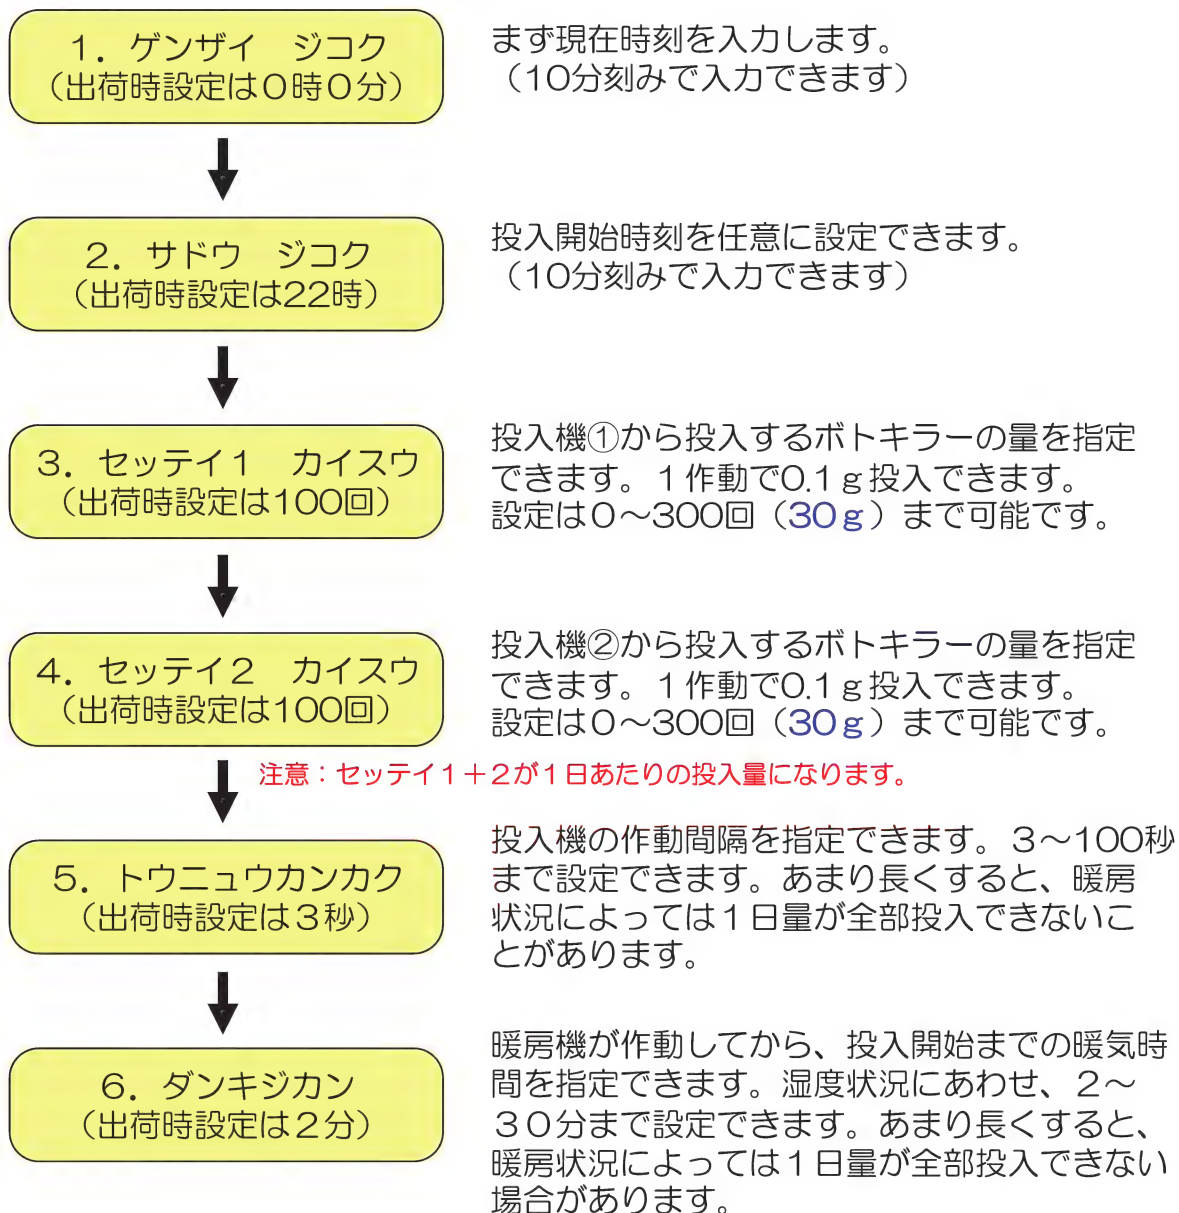 1．ゲンザイ　ジコク
（出荷時設定は0時0分）
まず現在時刻を入力します。
（10分刻みで入力できます）
2．サドウ　ジコク
（出荷時設定は22時）
投入開始時刻を任意に設定できます。
（10分刻みで入力できます）
3．セッテイ1　カイスウ
（出荷時設定は100回）
投入機①から投入するボトキラーの量を指定
できます。1作動で0.1g投入できます。
設定は0～300回（30g）まで可能です。
4．セッテイ2　カイスウ
（出荷時設定は100回）
投入機②から投入するボトキラーの量を指定
できます。1作動で0.1g投入できます。
設定は0～300回（30g）まで可能です。
注意：セッテイ1＋2が1日あたりの投入量になります。
5．トウニュウカンカク
（出荷時設定は3秒）
投入機の作動間隔を指定できます。3～100秒
まで設定できます。あまり長くすると、暖房
状況によっては1日量が全部投入できないこ
とがあります。
6．ダンキジカン
（出荷時設定は2分）
暖房機が作動してから、投入開始までの暖気時
間を指定できます。湿度状況にあわせ、2～
30分まで設定できます。あまり長くすると、
暖房状況によっては1日量が全部投入できない
場合があります。